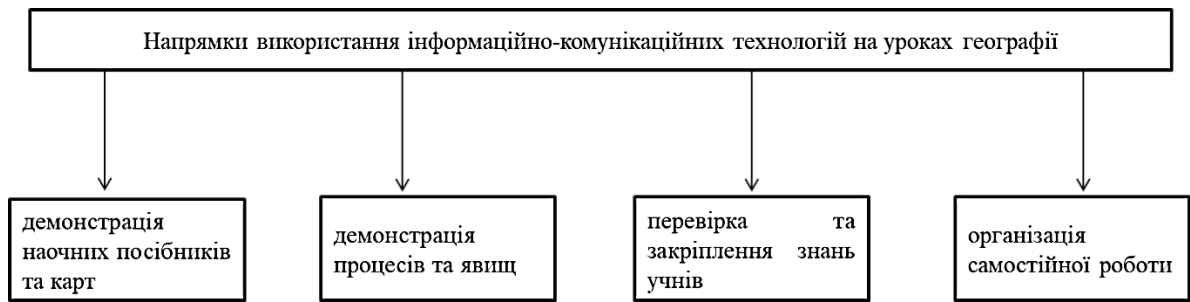 Напрямки використання інформаційно-комунікаційних технологій на уроках географії
демонстрація
наочних посібників
та карт
демонстрація
процесів та явищ
перевірка та
закріплення знань
учнів
організація
самостійної роботи